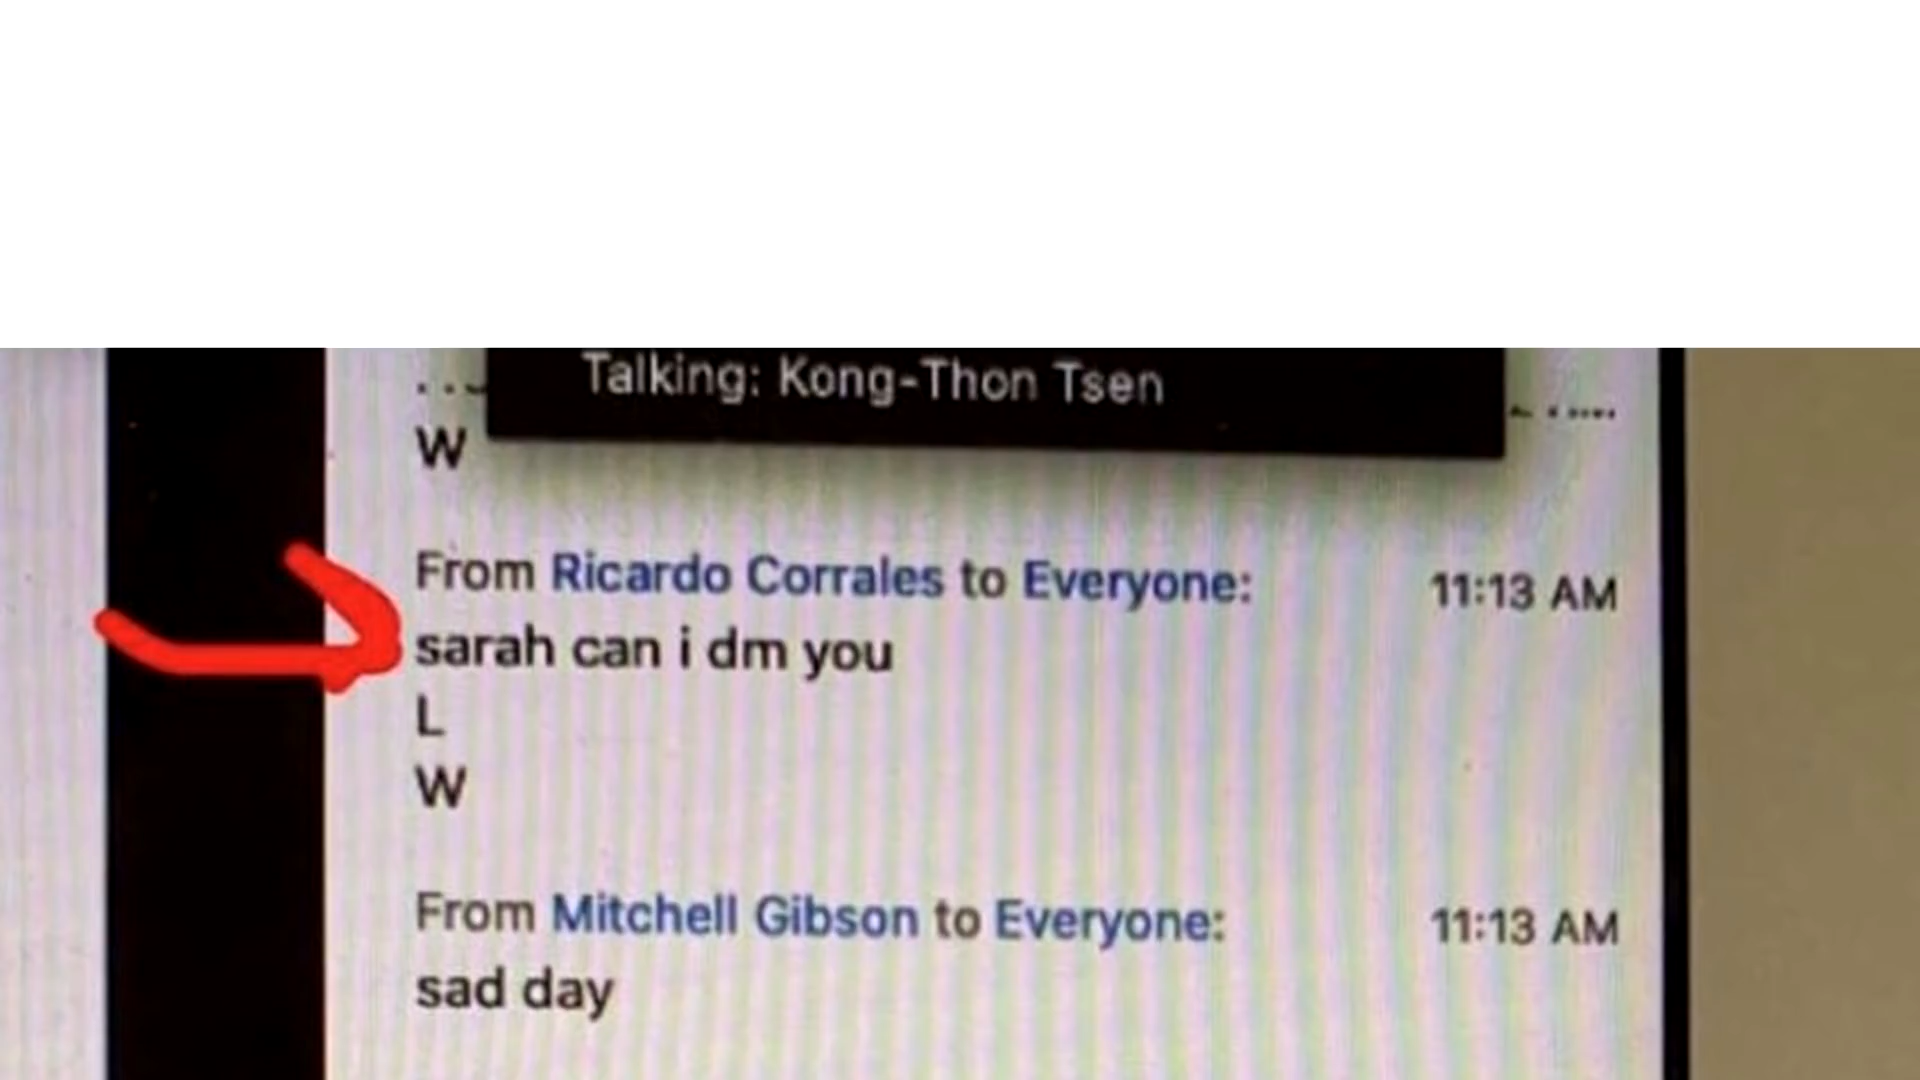 Talking: Kong-Thon Tsen
W
From Ricardo Corrales to Everyone: 11:13 AM
sarah can i dm you
L
W
From Mitchell Gibson to Everyone: 11:13 AM
sad day